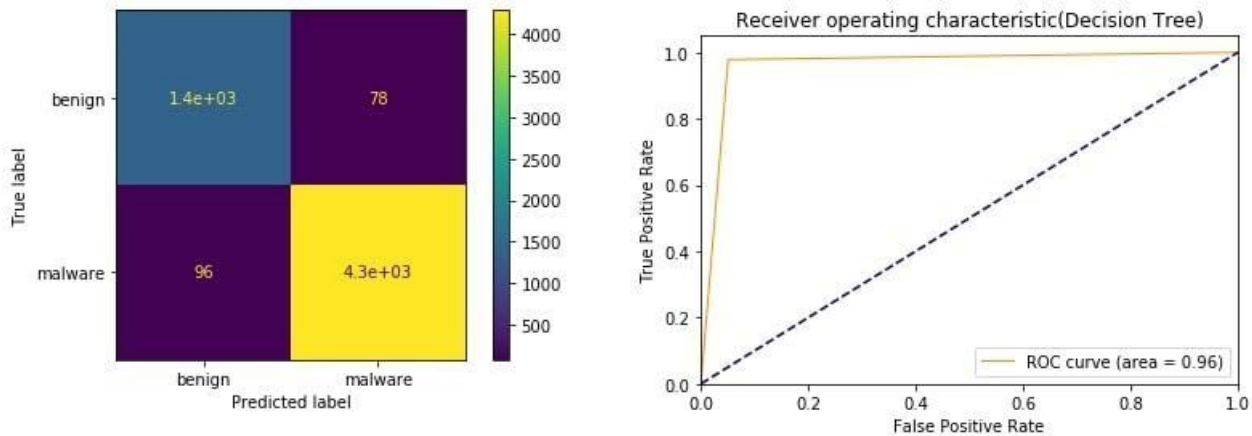 True label
benign
malware
1.4e+03
78
96
4.3e+03
benign
malware
Predicted label
4000
3500
3000
2500
2000
1500
1000
500
Receiver operating characteristic(Decision Tree)
True Positive Rate
1.0
0.8
0.6
0.4
0.2
0.0
ROC curve (area = 0.96)
0.0
0.2
0.4
0.6
0.8
1.0
False Positive Rate